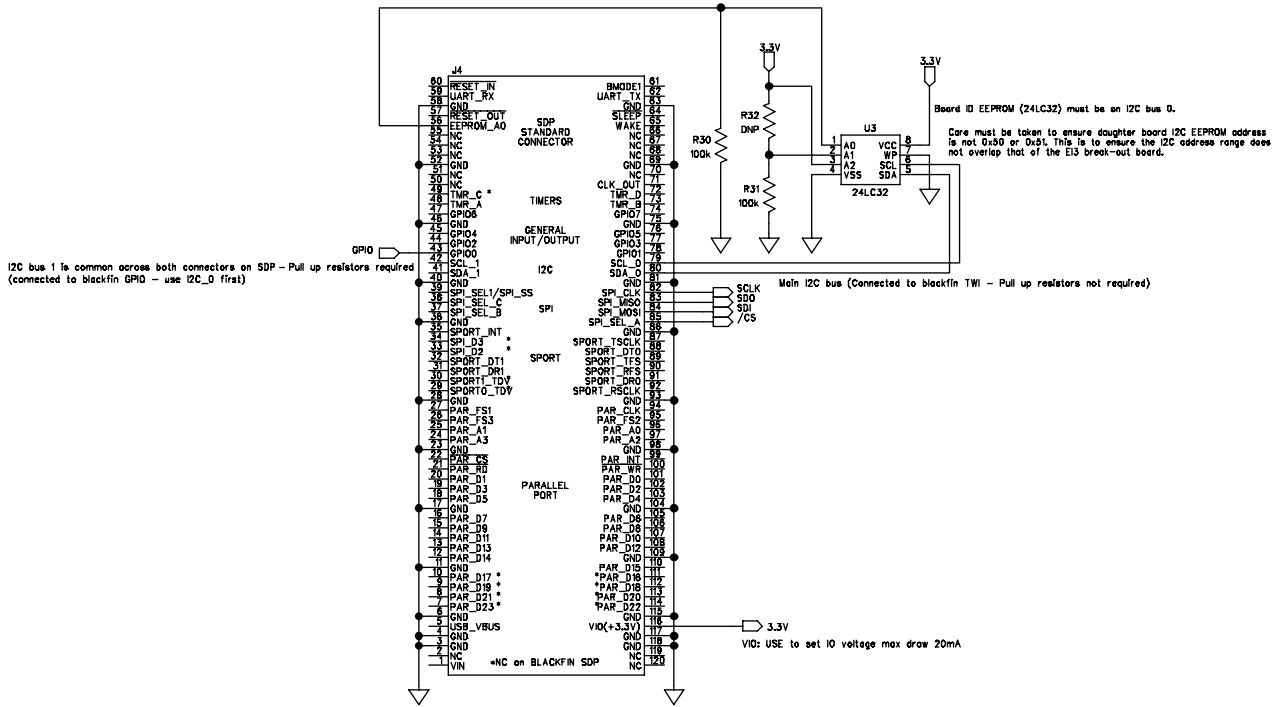 J4
60 RESET_IN BMODE1 61
59 UART_RX UART_TX 62
58 GND GND 63
57 RESET_OUT SLEEP 64
56 EEPROM_A0 WAKE 65
55 NC NC 66
54 NC NC 67
53 NC NC 68
52 GND GND 69
51 NC NC 70
50 NC CLK_OUT 71
49 TMR_C * TMR_D 72
48 TMR_A TMR_B 73
47 GPIO6 GPIO7 74
46 GND GND 75
45 GPIO4 GPIO5 76
44 GPIO2 GPIO3 77
43 GPIO0 GPIO1 78
42 SCL_1 SCL_0 79
41 SDA_1 SDA_0 80
40 GND GND 81
39 SPI_SEL1/SPI_SS SPI_CLK 82
38 SPI_SEL_C SPI_MISO 83
37 SPI_SEL_B SPI_MOSI 84
36 GND SPI_SEL_A 85
35 SPORT_INT GND 86
34 SPI_D3 * SPORT_TSCLK 87
33 SPI_D2 * SPORT_DT0 88
32 SPORT_DT1 SPORT_TFS 89
31 SPORT_DR1 SPORT_RFS 90
30 SPORT1_TDV* SPORT_DR0 91
29 SPORT0_TDV* SPORT_RSCLK 92
28 GND GND 93
27 PAR_FS1 PAR_CLK 94
26 PAR_FS3 PAR_FS2 95
25 PAR_A1 PAR_A0 96
24 PAR_A3 PAR_A2 97
23 GND GND 98
22 PAR_CS PAR_INT 99
21 PAR_RD PAR_WR 100
20 PAR_D1 PAR_D0 101
19 PAR_D3 PAR_D2 102
18 PAR_D5 PAR_D4 103
17 GND GND 104
16 PAR_D7 PAR_D6 105
15 PAR_D9 PAR_D8 106
14 PAR_D11 PAR_D10 107
13 PAR_D13 PAR_D12 108
12 PAR_D14 GND 109
11 GND PAR_D15 110
10 PAR_D17 * *PAR_D16 111
9 PAR_D19 * *PAR_D18 112
8 PAR_D21 * *PAR_D20 113
7 PAR_D23 * *PAR_D22 114
6 GND GND 115
5 USB_VBUS VIO(+3.3V) 116
4 GND GND 117
3 GND GND 118
2 NC NC 119
1 VIN NC 120
SDP
STANDARD
CONNECTOR
TIMERS
GENERAL
INPUT/OUTPUT
I2C
SPI
SPORT
PARALLEL
PORT
*NC on BLACKFIN SDP
GPIO
I2C bus 1 is common across both connectors on SDP - Pull up resistors required
(connected to blackfin GPIO - use I2C_0 first)
R30
100k
3.3V
R32
DNP
R31
100k
3.3V
Board ID EEPROM (24LC32) must be on I2C bus 0.
Care must be taken to ensure daughter board I2C EEPROM address
is not 0x50 or 0x51. This is to ensure the I2C address range does
not overlap that of the EI3 break-out board.
U3
1 A0 VCC 8
2 A1 WP 7
3 A2 SCL 6
4 VSS SDA 5
24LC32
Main I2C bus (Connected to blackfin TWI - Pull up resistors not required)
SCLK
SDO
SDI
/CS
3.3V
VIO: USE to set IO voltage max draw 20mA